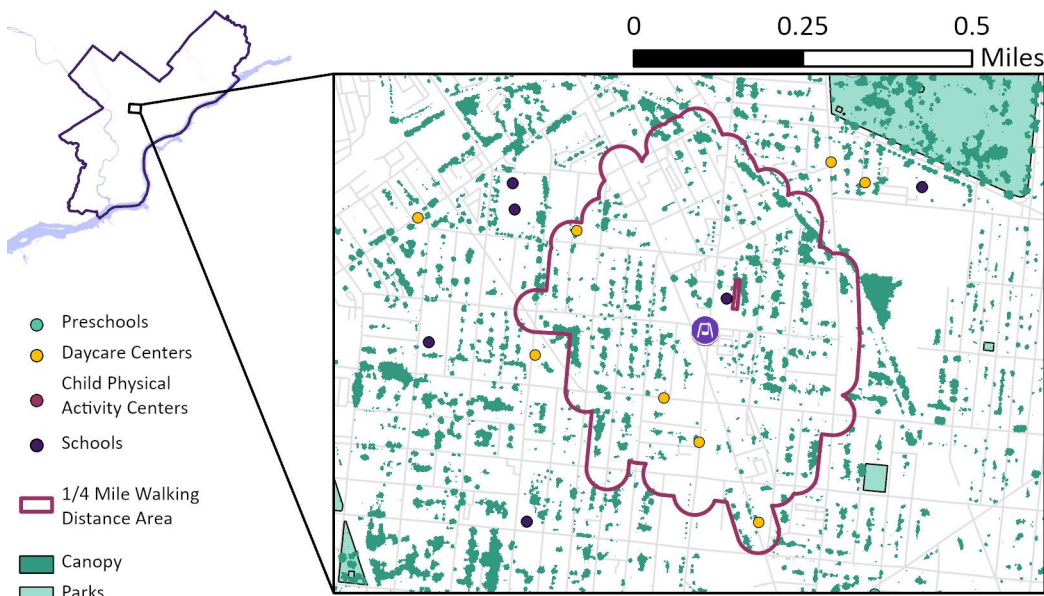 0 0.25 0.5
Miles
Preschools
Daycare Centers
Child Physical
Activity Centers
Schools
1/4 Mile Walking
Distance Area
Canopy
Parks